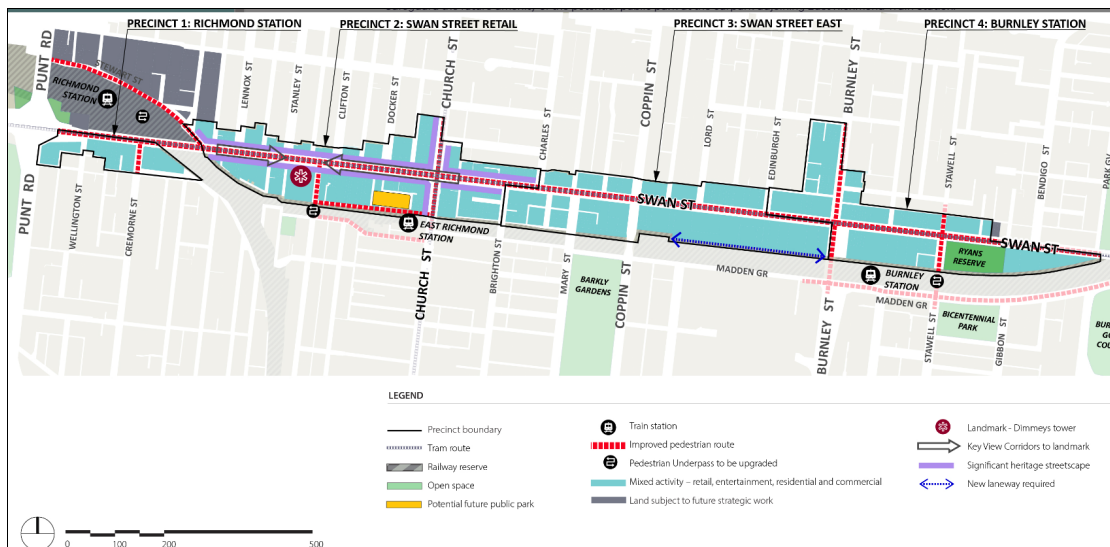 PRECINCT 1: RICHMOND STATION
PRECINCT 2: SWAN STREET RETAIL
PRECINCT 3: SWAN STREET EAST
PRECINCT 4: BURNLEY STATION
PUNT RD
STEWART ST
RICHMOND
STATION
LENNOX ST
STANLEY ST
CLIFTON ST
DOCKER ST
CHURCH ST
CHARLES ST
COPPIN ST
LORD ST
EDINBURGH ST
BURNLEY ST
STAWELL ST
BENDIGO ST
PARK GV
SWAN ST
SWAN ST
PUNT RD
WELLINGTON ST
CREMORNE ST
EAST RICHMOND
STATION
CHURCH ST
BRIGHTON ST
MARY ST
BARKLY
GARDENS
COPPIN ST
MADDEN GR
BURNLEY ST
BURNLEY
STATION
MADDEN GR
RYANS
RESERVE
STAWELL ST
BICENTENNIAL
PARK
GIBBON ST
LEGEND
Precinct boundary
Tram route
Railway reserve
Open space
Potential future public park
Train station
Improved pedestrian route
Pedestrian Underpass to be upgraded
Mixed activity – retail, entertainment, residential and commercial
Land subject to future strategic work
Landmark - Dimmeys tower
Key View Corridors to landmark
Significant heritage streetscape
New laneway required
0 100 200 500